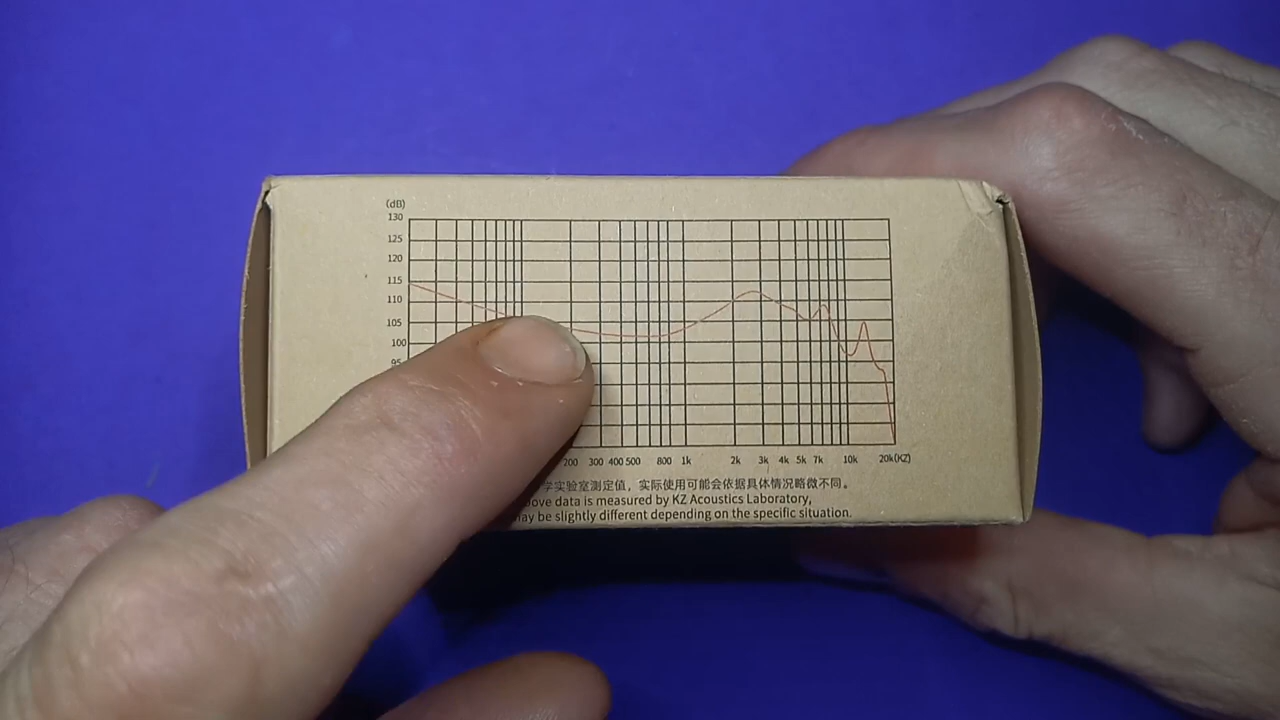 (dB)
130
125
120
115
110
105
100
200 300 400 500 800 1k 2k 3k 4k 5k 7k 10k 20k(KZ)
学实验室测定值，实际使用可能会依据具体情况略微不同。
data is measured by KZ Acoustics Laboratory,
be slightly different depending on the specific situation.